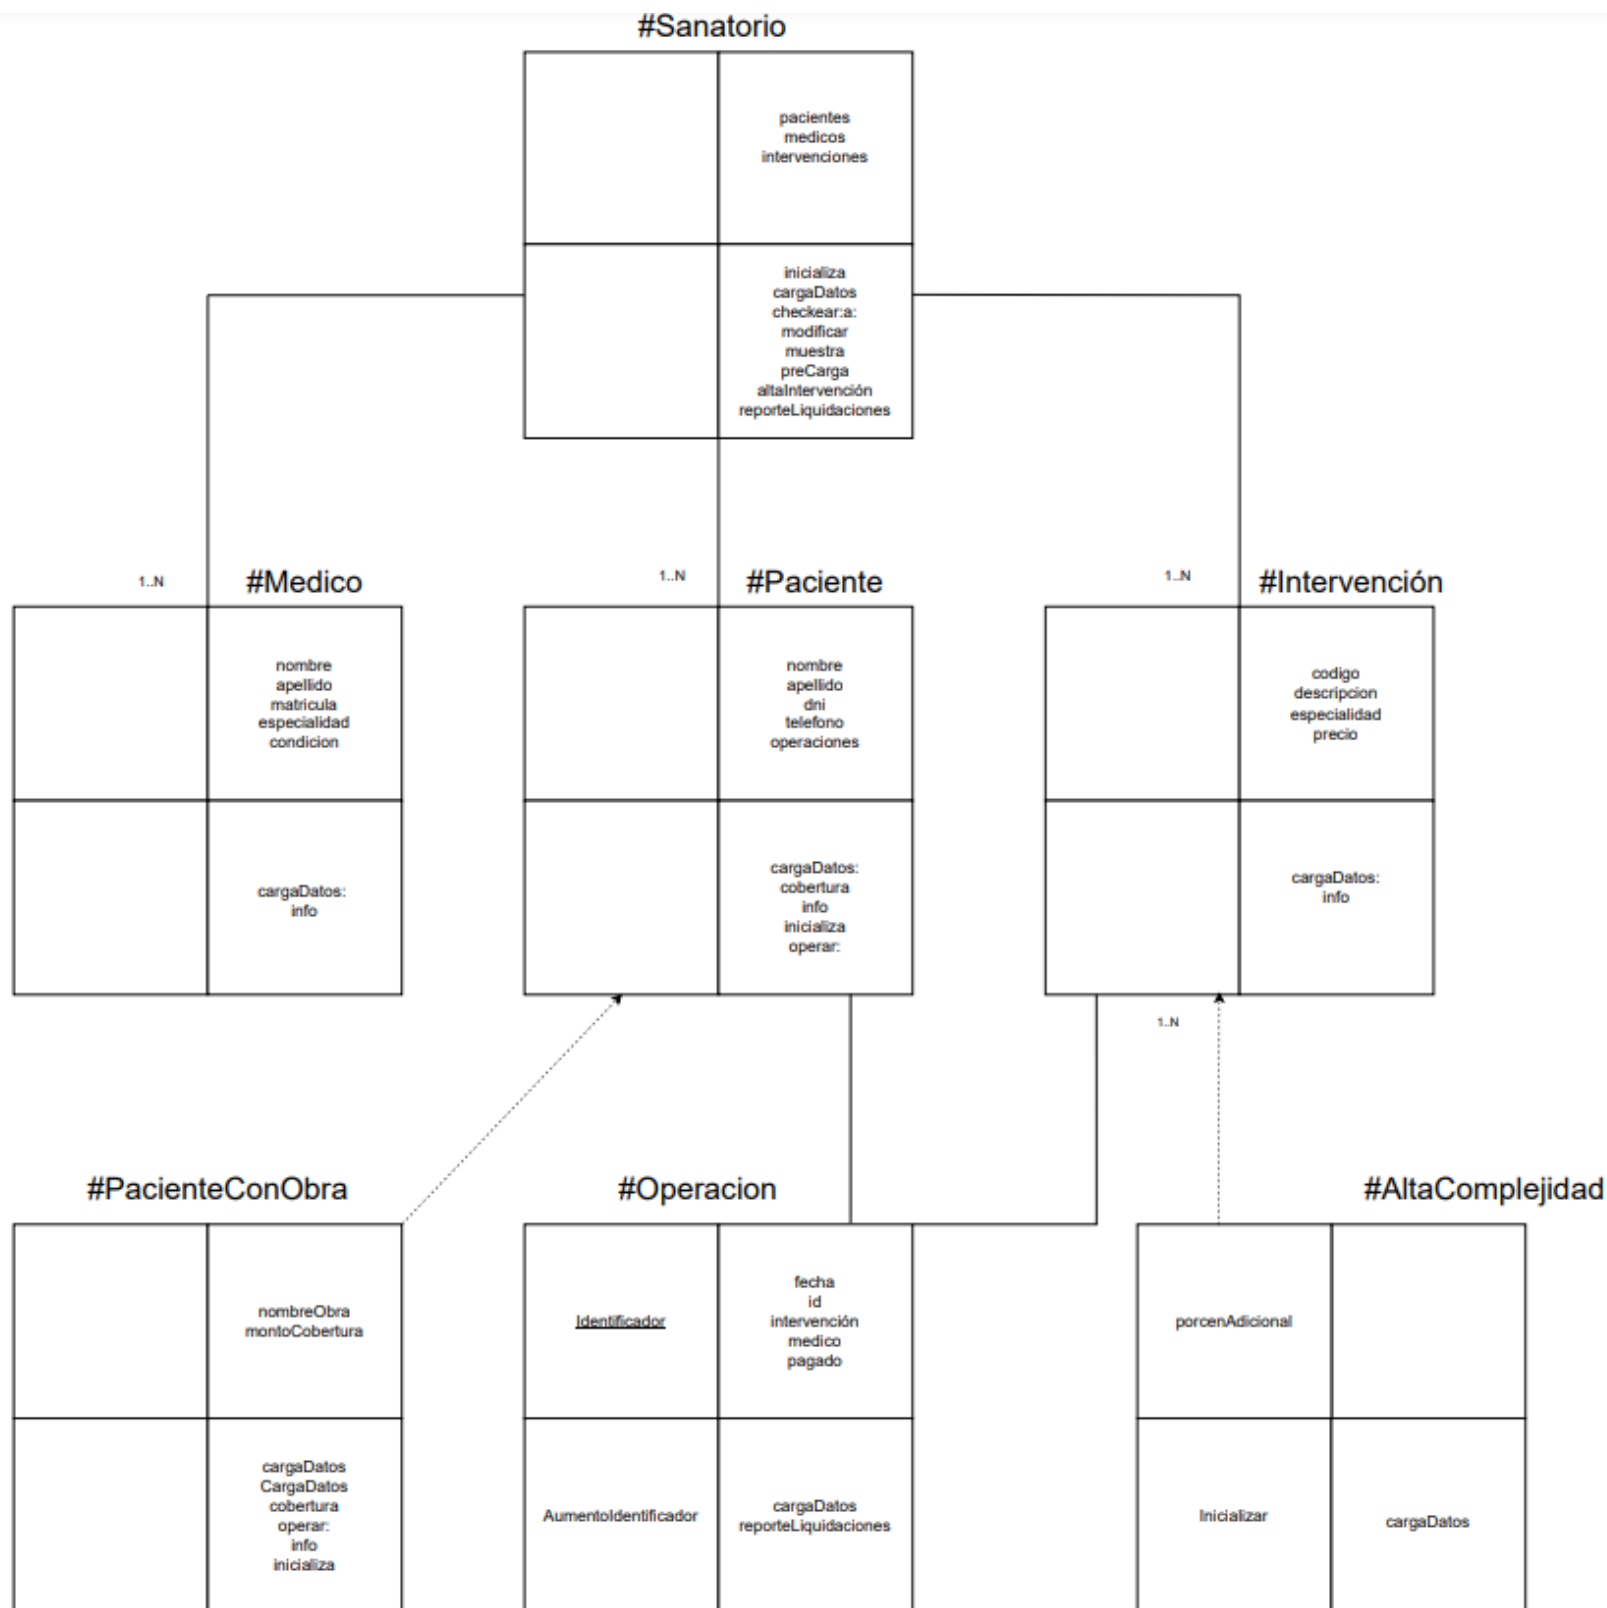 #Sanatorio
pacientes
medicos
intervenciones
inicializa
cargaDatos
checkear:a:
modificar
muestra
preCarga
altaIntervención
reporteLiquidaciones
1..N
#Medico
nombre
apellido
matricula
especialidad
condicion
cargaDatos:
info
1..N
#Paciente
nombre
apellido
dni
telefono
operaciones
cargaDatos:
cobertura
info
inicializa
operar:
1..N
#Intervención
codigo
descripcion
especialidad
precio
cargaDatos:
info
1..N
#PacienteConObra
nombreObra
montoCobertura
cargaDatos
CargaDatos
cobertura
operar:
info
inicializa
#Operacion
Identificador
fecha
id
intervención
medico
pagado
AumentoIdentificador
cargaDatos
reporteLiquidaciones
#AltaComplejidad
porcenAdicional
Inicializar
cargaDatos